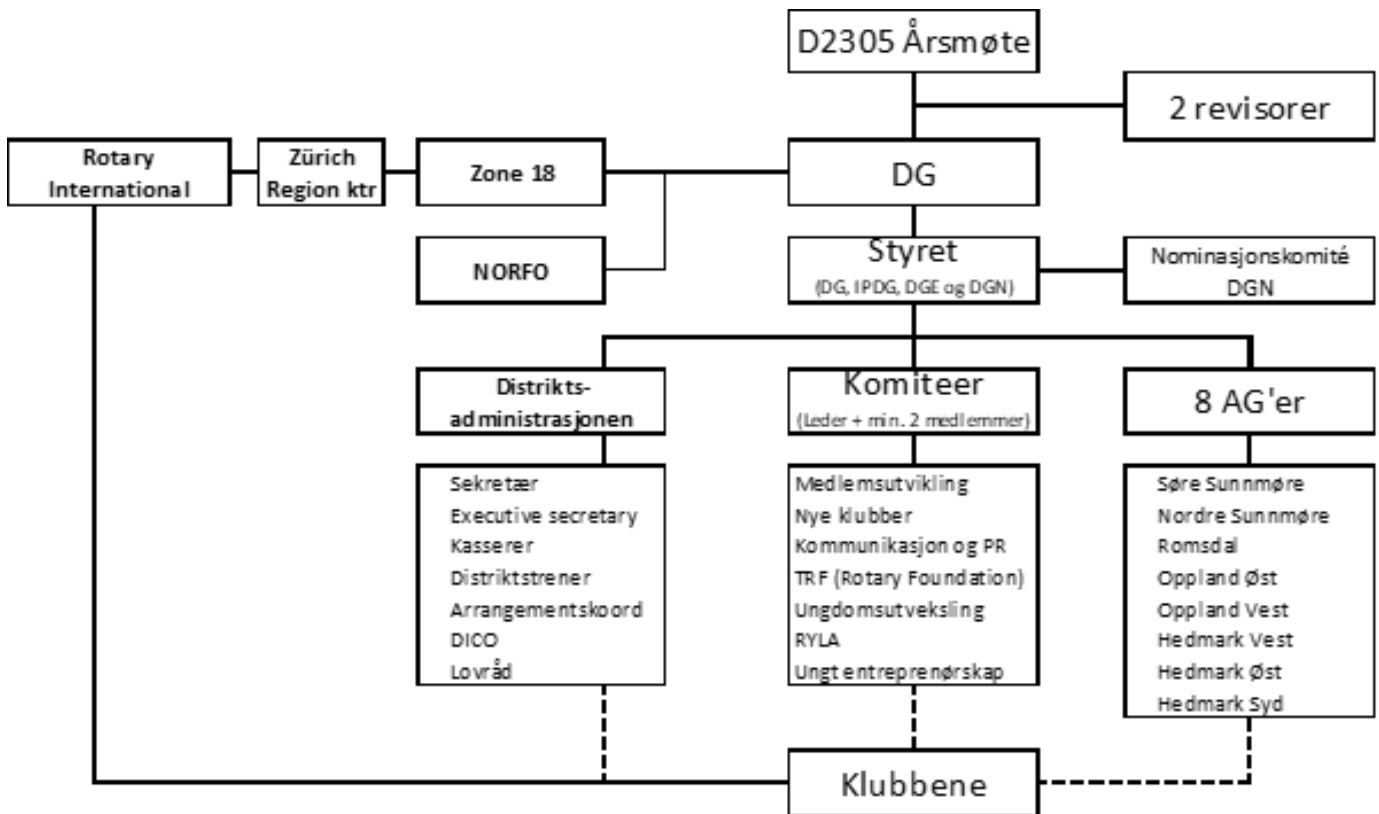 D2305 Årsmøte
2 revisorer
Rotary
International
Zürich
Region ktr
Zone 18
DG
NORFO
Styret
(DG, IPDG, DGE og DGN)
Nominasjonskomité
DGN
Distrikts-
administrasjonen
Komiteer
(Leder + min. 2 medlemmer)
8 AG'er
Sekretær
Executive secretary
Kasserer
Distriktstrener
Arrangementskoord
DICO
Lovråd
Medlemsutvikling
Nye klubber
Kommunikasjon og PR
TRF (Rotary Foundation)
Ungdomsutveksling
RYLA
Ungt entreprenørskap
Søre Sunnmøre
Nordre Sunnmøre
Romsdal
Oppland Øst
Oppland Vest
Hedmark Vest
Hedmark Øst
Hedmark Syd
Klubbene